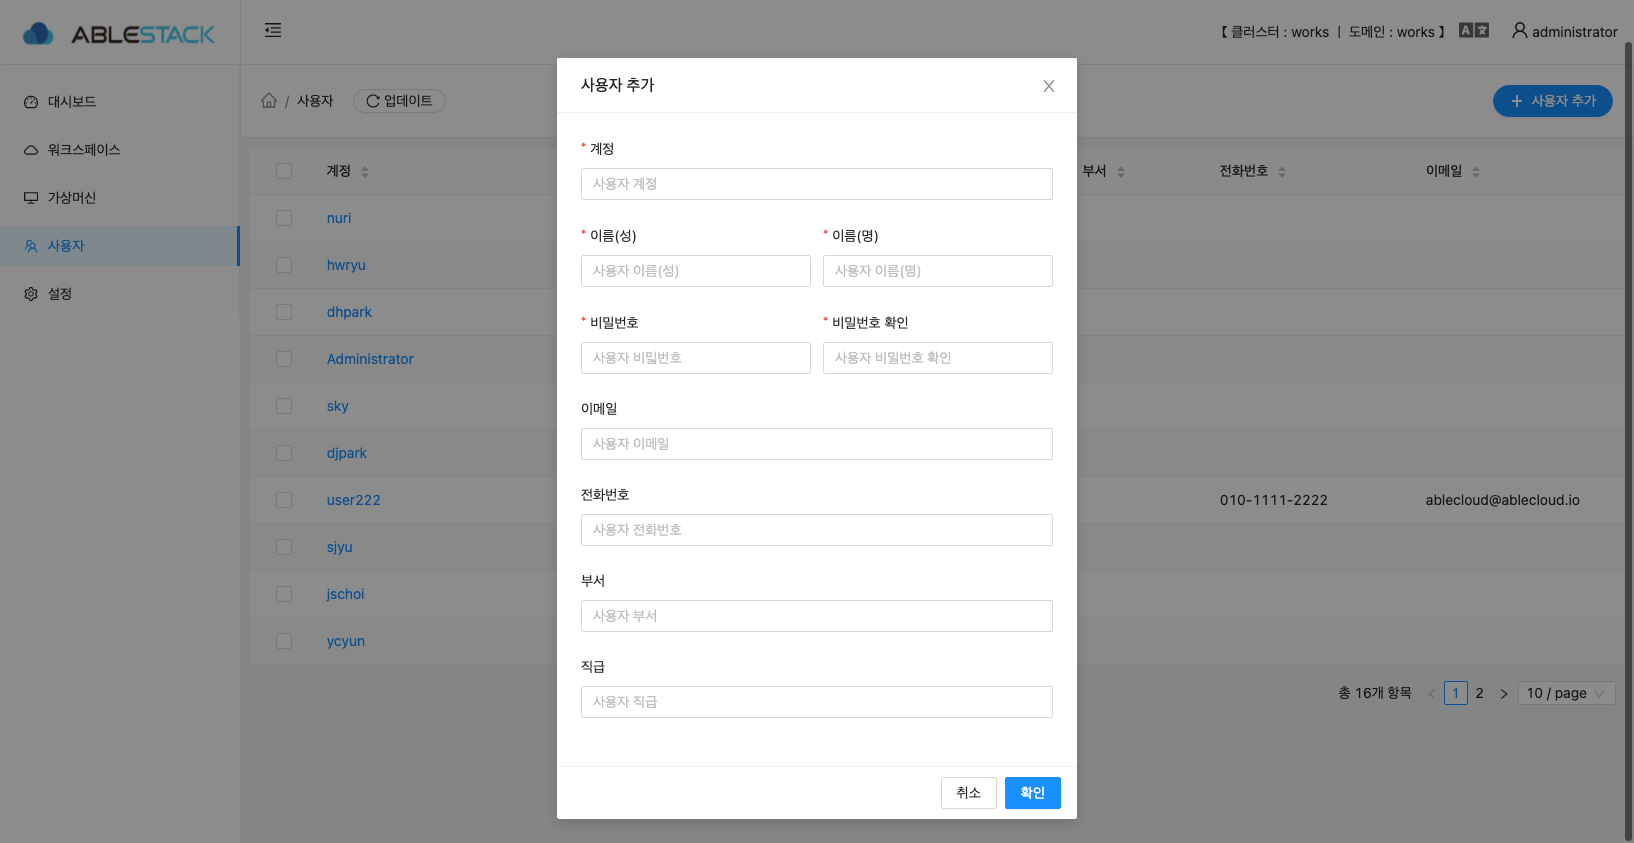 ABLESTACK
【 클러스터 : works | 도메인 : works 】
administrator
대시보드
워크스페이스
가상머신
사용자
설정
/ 사용자
업데이트
+ 사용자 추가
계정
부서
전화번호
이메일
nuri
hwryu
dhpark
Administrator
sky
djpark
user222
010-1111-2222
ablecloud@ablecloud.io
sjyu
jschoi
ycyun
총 16개 항목
1
2
10 / page
사용자 추가
* 계정
사용자 계정
* 이름(성)
* 이름(명)
사용자 이름(성)
사용자 이름(명)
* 비밀번호
* 비밀번호 확인
사용자 비밃번호
사용자 비밀번호 확인
이메일
사용자 이메일
전화번호
사용자 전화번호
부서
사용자 부서
직급
사용자 직급
취소
확인